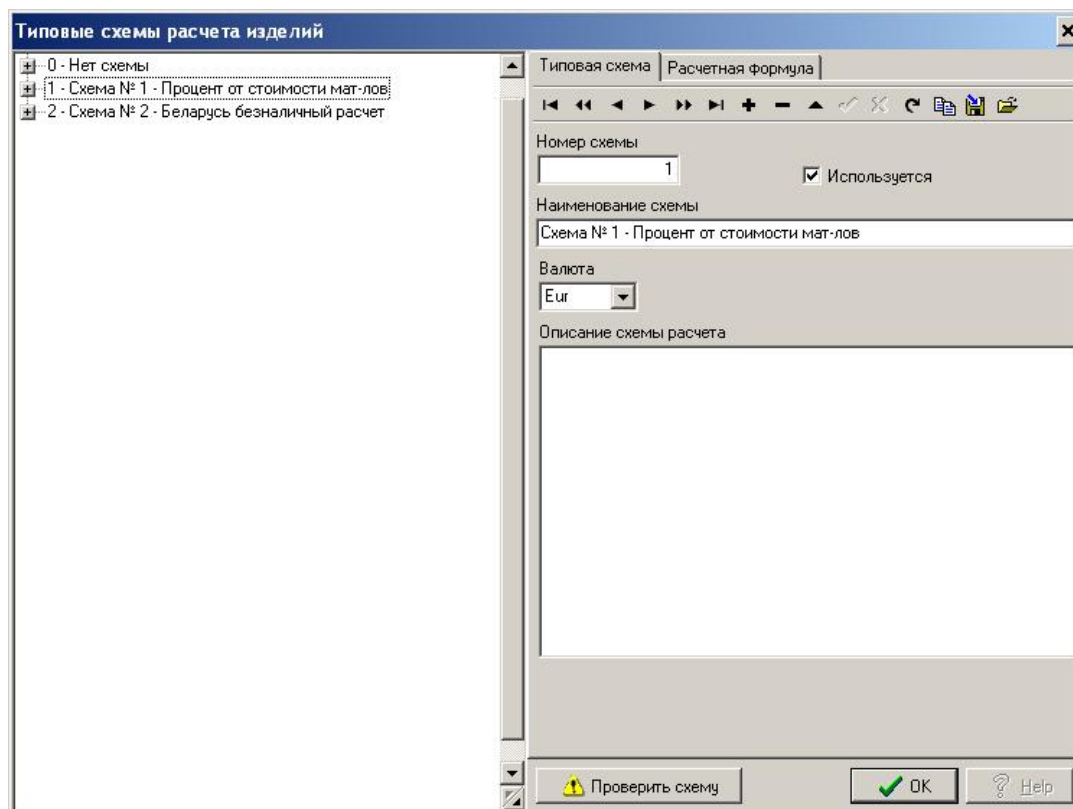 Типовые схемы расчета изделий
0 - Нет схемы
1 - Схема № 1 - Процент от стоимости мат-лов
2 - Схема № 2 - Беларусь безналичный расчет
Типовая схема
Расчетная формула
Номер схемы
1
Используется
Наименование схемы
Схема № 1 - Процент от стоимости мат-лов
Валюта
Eur
Описание схемы расчета
Проверить схему
OK
Help